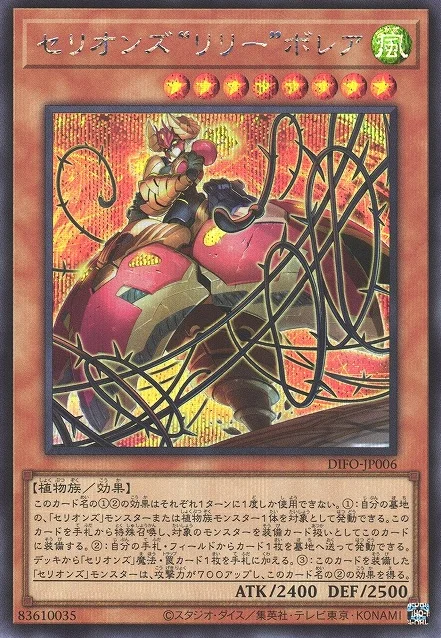 セリオンズ“リリー”ボレア
風
DIFO-JP006
【植物族／効果】
このカード名の①②の効果はそれぞれ1ターンに1度しか使用できない。①：自分の墓地
の、「セリオンズ」モンスターまたは植物族モンスター1体を対象として発動できる。この
カードを手札から特殊召喚し、対象のモンスターを装備カード扱いとしてこのカード
に装備する。②：自分の手札・フィールドからカード1枚を墓地へ送って発動できる。
デッキから「セリオンズ」魔法・罠カード1枚を手札に加える。③：このカードを装備した
「セリオンズ」モンスターは、攻撃力が700アップし、このカード名の②の効果を得る。
ATK/2400 DEF/2500
83610035
©スタジオ・ダイス／集英社・テレビ東京・KONAMI